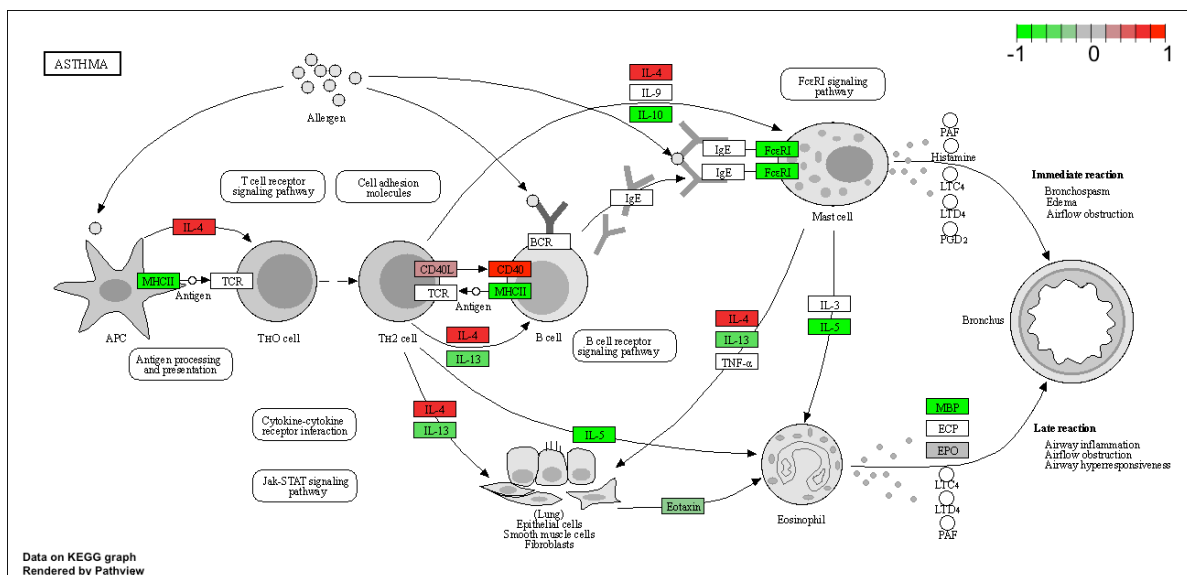 -1 0 1
ASTHMA
Allergen
IL-4
IL-9
IL-10
FcεRI signaling
pathway
T cell receptor
signaling pathway
Cell adhesion
molecules
IgE
FcεRI
IgE
FcεRI
IgE
Mast cell
PAF
Histamine
LTC4
LTD4
PGD2
Immediate reaction
Bronchospasm
Edema
Airflow obstruction
IL-4
BCR
MHCII
Antigen
TCR
CD40L
CD40
TCR
Antigen
MHCII
APC
TH0 cell
TH2 cell
B cell
IL-4
IL-13
Antigen processing
and presentation
B cell receptor
signaling pathway
IL-4
IL-13
TNF-α
IL-3
IL-5
Bronchus
Cytokine-cytokine
receptor interaction
IL-4
IL-13
IL-5
Jak-STAT signaling
pathway
(Lung)
Epithelial cells
Smooth muscle cells
Fibroblasts
Eotaxin
Eosinophil
MBP
ECP
EPO
LTC4
LTD4
PAF
Late reaction
Airway inflammation
Airflow obstruction
Airway hyperresponsiveness
Data on KEGG graph
Rendered by Pathview